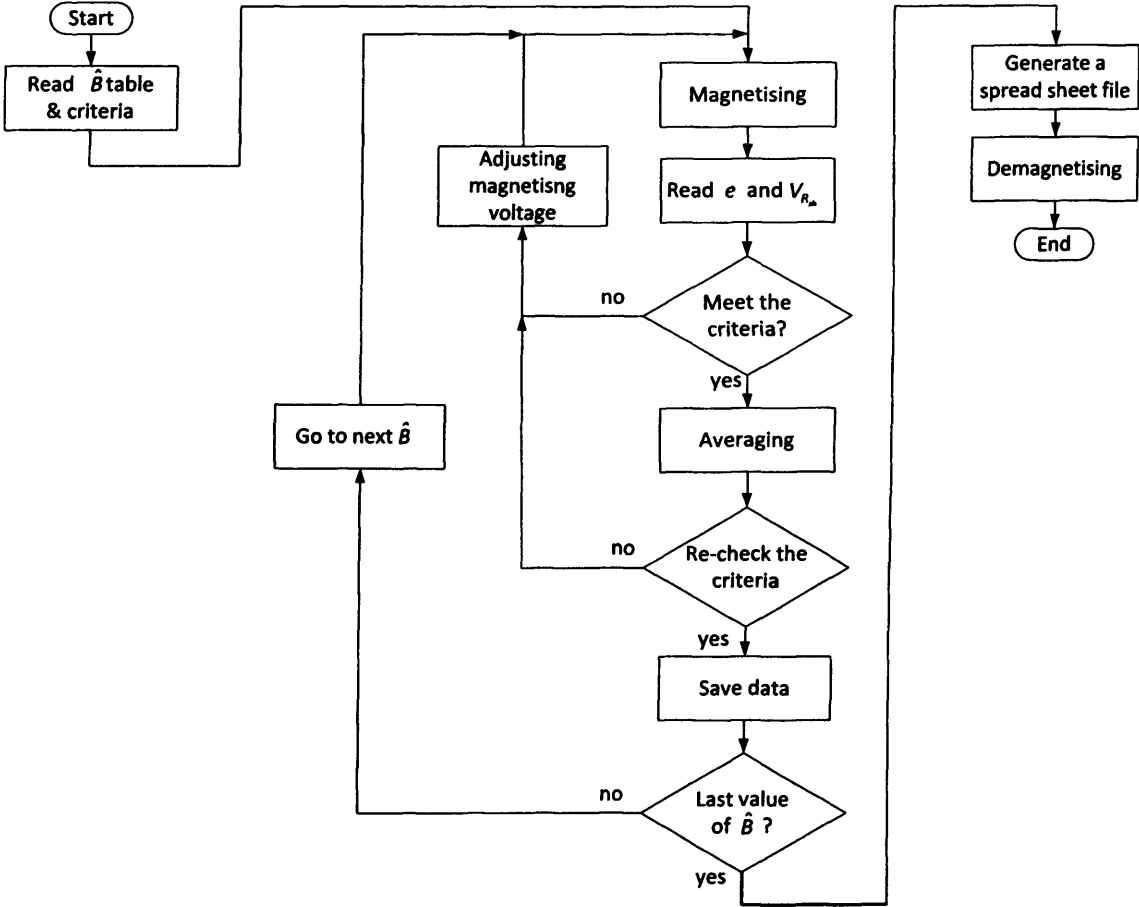 Start
Read B̂ table
& criteria
Magnetising
Read e and V_{R_{sh}}
Meet the
criteria?
no
yes
Adjusting
magnetisng
voltage
Averaging
Re-check the
criteria
no
yes
Save data
Last value
of B̂ ?
no
yes
Go to next B̂
Generate a
spread sheet file
Demagnetising
End